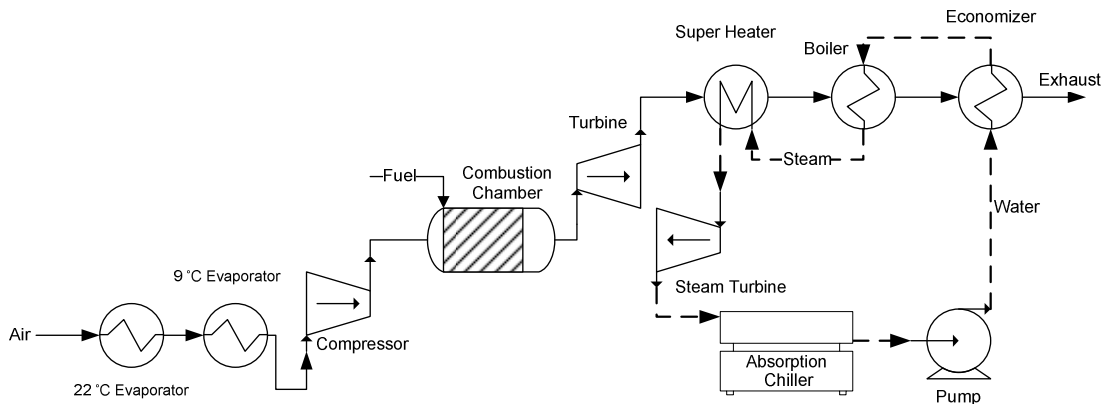 Economizer
Super Heater
Boiler
Exhaust
Turbine
Combustion
Chamber
Fuel
Steam
Water
9 °C Evaporator
Steam Turbine
Air
Compressor
22 °C Evaporator
Absorption
Chiller
Pump